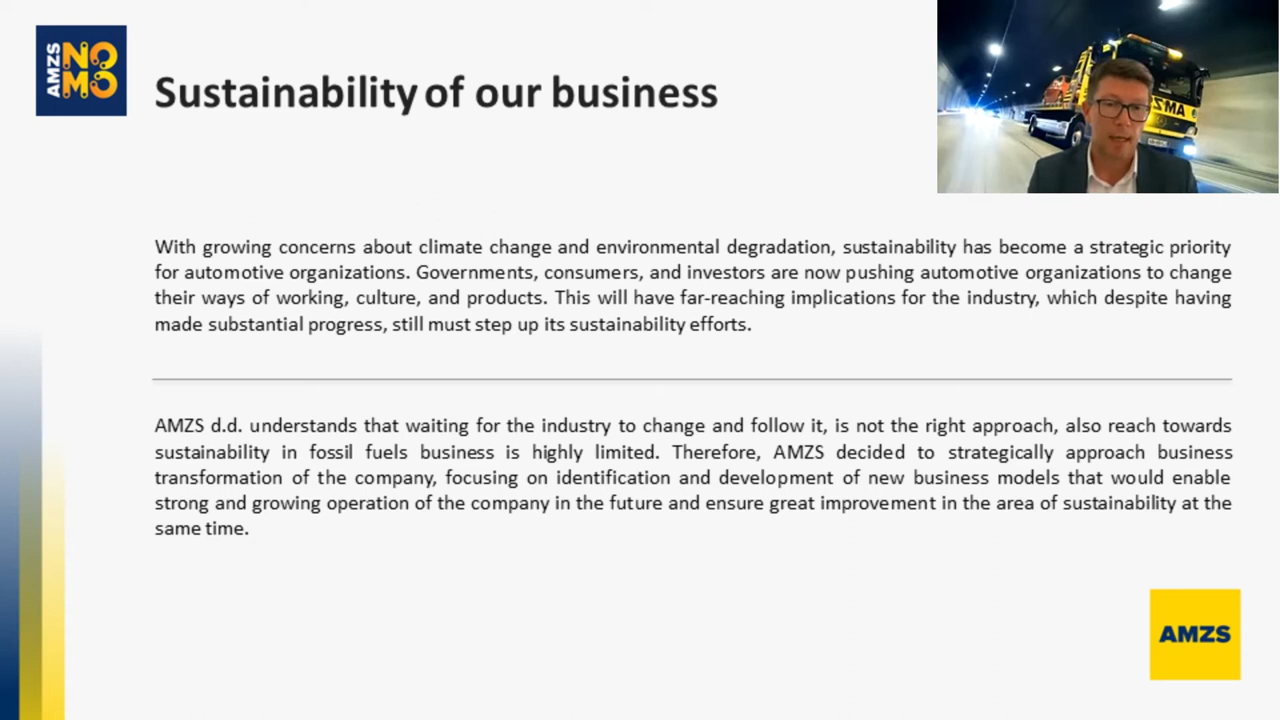 AMZS
NO
MO
Sustainability of our business
SMA
With growing concerns about climate change and environmental degradation, sustainability has become a strategic priority
for automotive organizations. Governments, consumers, and investors are now pushing automotive organizations to change
their ways of working, culture, and products. This will have far-reaching implications for the industry, which despite having
made substantial progress, still must step up its sustainability efforts.
AMZS d.d. understands that waiting for the industry to change and follow it, is not the right approach, also reach towards
sustainability in fossil fuels business is highly limited. Therefore, AMZS decided to strategically approach business
transformation of the company, focusing on identification and development of new business models that would enable
strong and growing operation of the company in the future and ensure great improvement in the area of sustainability at the
same time.
AMZS